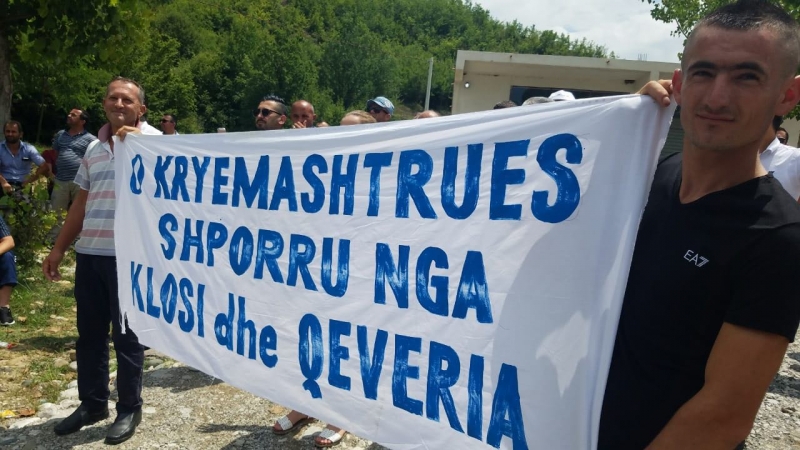 O KRYEMASHTRUES
SHPORRU NGA
KLOSI dhe QEVERIA
EA7